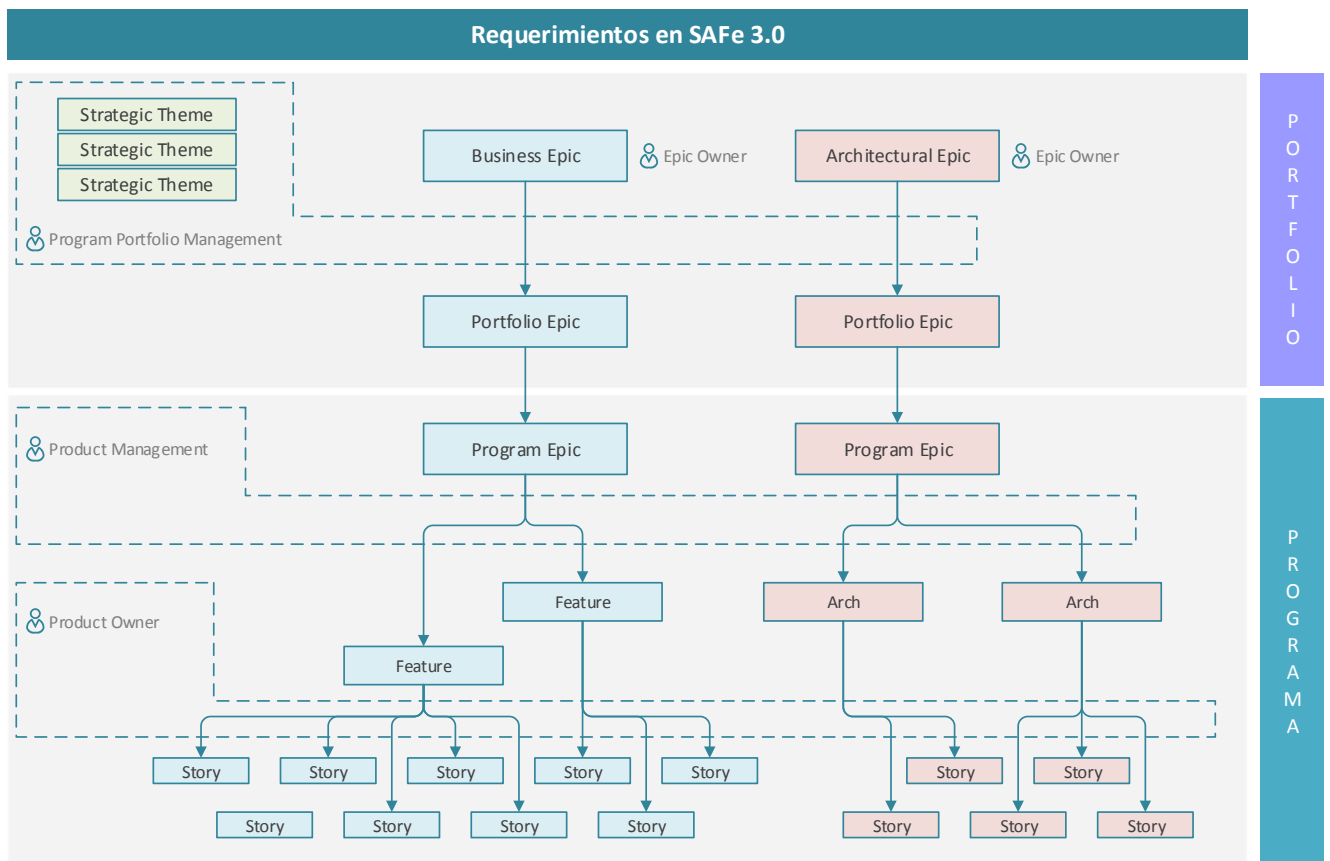 Requerimientos en SAFe 3.0
Strategic Theme
Strategic Theme
Strategic Theme
Business Epic
Epic Owner
Architectural Epic
Epic Owner
Program Portfolio Management
Portfolio Epic
Portfolio Epic
PORTFOLIO
Product Management
Program Epic
Program Epic
Product Owner
Feature
Arch
Arch
Feature
Story
Story
Story
Story
Story
Story
Story
Story
Story
Story
Story
Story
Story
Story
PROGRAMA